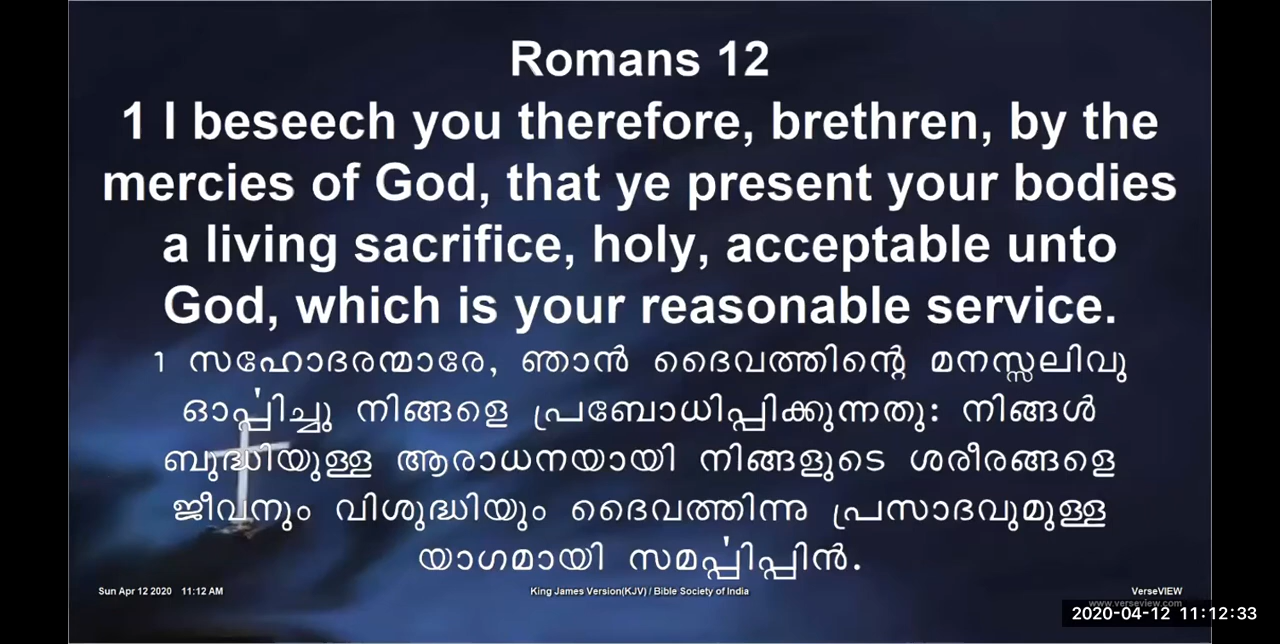 Romans 12
1 I beseech you therefore, brethren, by the
mercies of God, that ye present your bodies
a living sacrifice, holy, acceptable unto
God, which is your reasonable service.
1 സഹോദരന്മാരേ, ഞാൻ ദൈവത്തിന്റെ മനസ്സലിവു
ഓർപ്പിച്ചു നിങ്ങളെ പ്രബോധിപ്പിക്കുന്നതു: നിങ്ങൾ
ബുദ്ധിയുള്ള ആരാധനയായി നിങ്ങളുടെ ശരീരങ്ങളെ
ജീവനും വിശുദ്ധിയും ദൈവത്തിന്നു പ്രസാദവുമുള്ള
യാഗമായി സമർപ്പിപ്പിൻ.
Sun Apr 12 2020 11:12 AM
King James Version(KJV) / Bible Society of India
VerseVIEW
www.verseview.com
2020-04-12 11:12:33